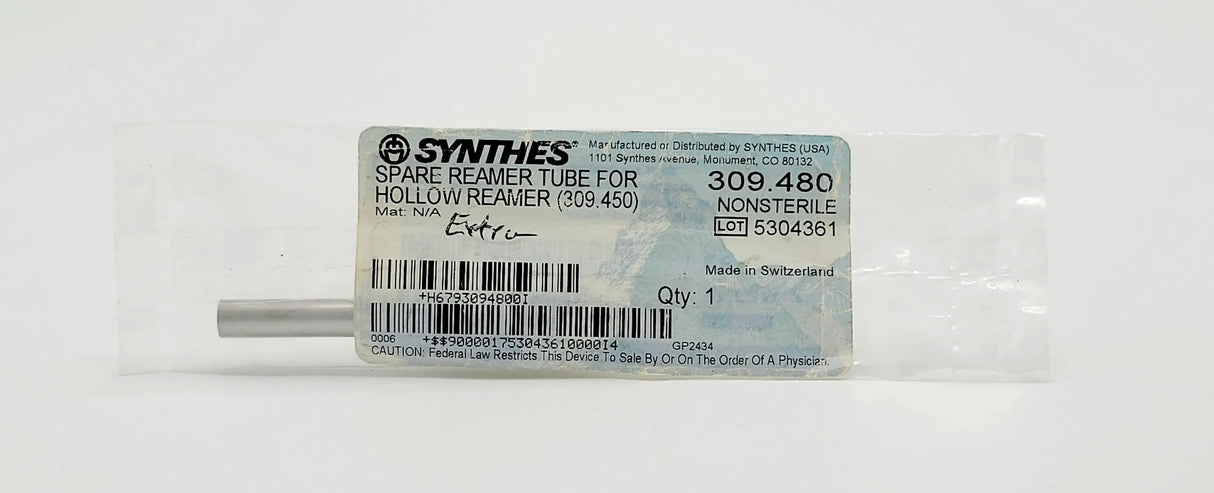 SYNTHES®
Manufactured or Distributed by SYNTHES (USA)
1101 Synthes Avenue, Monument, CO 80132
SPARE REAMER TUBE FOR
HOLLOW REAMER (309.450)
Mat: N/A
Extra
309.480
NONSTERILE
LOT 5304361
Made in Switzerland
+H6793094800I
Qty: 1
+$$900001753043610000I4
0006
GP2434
CAUTION: Federal Law Restricts This Device To Sale By Or On The Order Of A Physician.